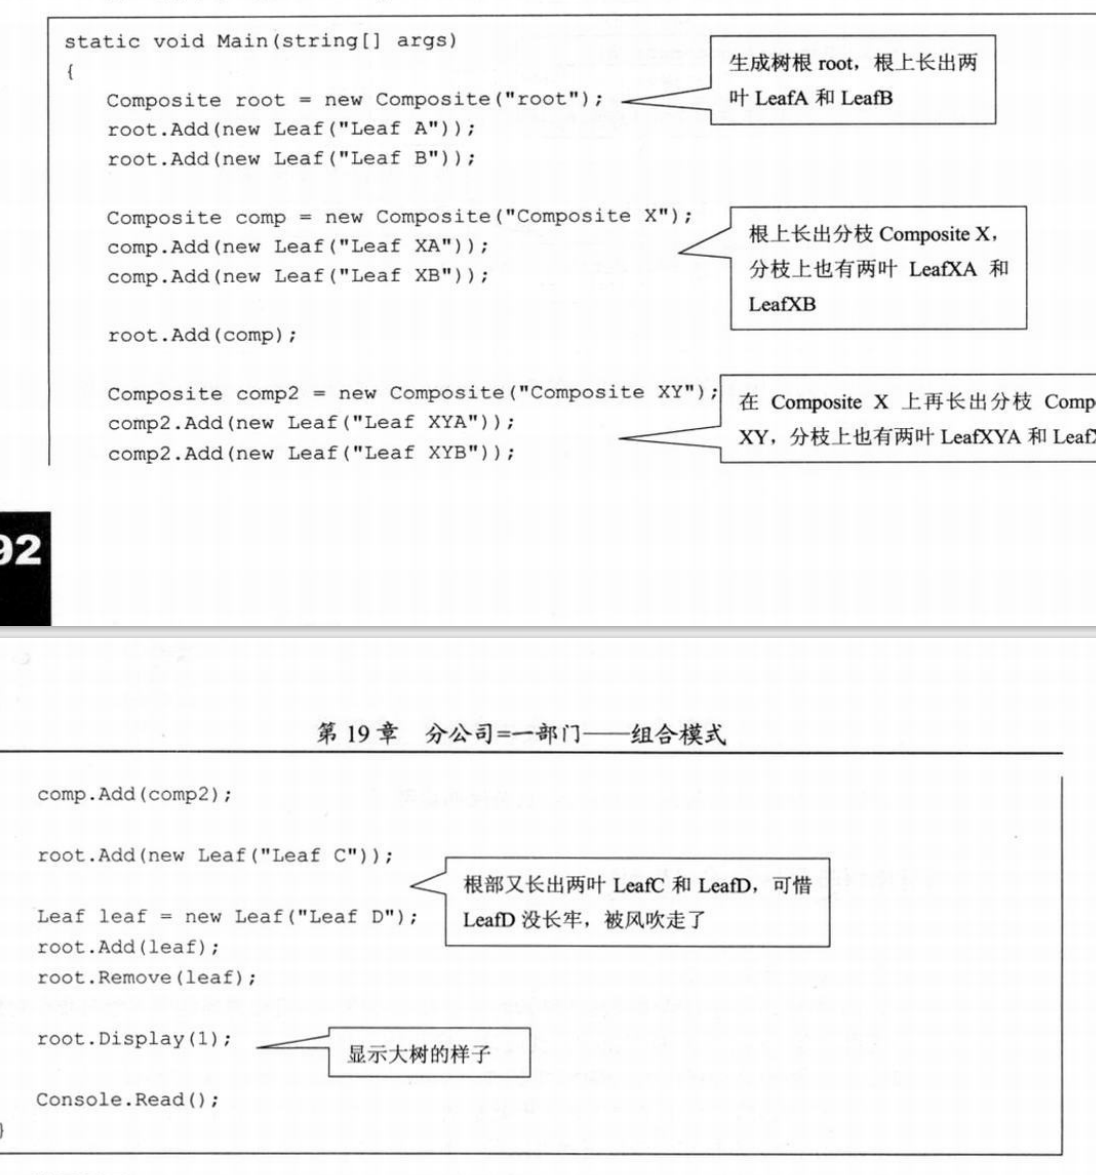 static void Main(string[] args)
{
Composite root = new Composite("root");
root.Add(new Leaf("Leaf A"));
root.Add(new Leaf("Leaf B"));
生成树根 root，根上长出两
叶 LeafA 和 LeafB
Composite comp = new Composite("Composite X");
comp.Add(new Leaf("Leaf XA"));
comp.Add(new Leaf("Leaf XB"));
根上长出分枝 Composite X，
分枝上也有两叶 LeafXA 和
LeafXB
root.Add(comp);
Composite comp2 = new Composite("Composite XY");
comp2.Add(new Leaf("Leaf XYA"));
comp2.Add(new Leaf("Leaf XYB"));
在 Composite X 上再长出分枝 Comp
XY，分枝上也有两叶 LeafXYA 和 Leaf
92
第 19 章 分公司=一部门——组合模式
comp.Add(comp2);
root.Add(new Leaf("Leaf C"));
根部又长出两叶 LeafC 和 LeafD，可惜
LeafD 没长牢，被风吹走了
Leaf leaf = new Leaf("Leaf D");
root.Add(leaf);
root.Remove(leaf);
root.Display(1);
显示大树的样子
Console.Read();
}